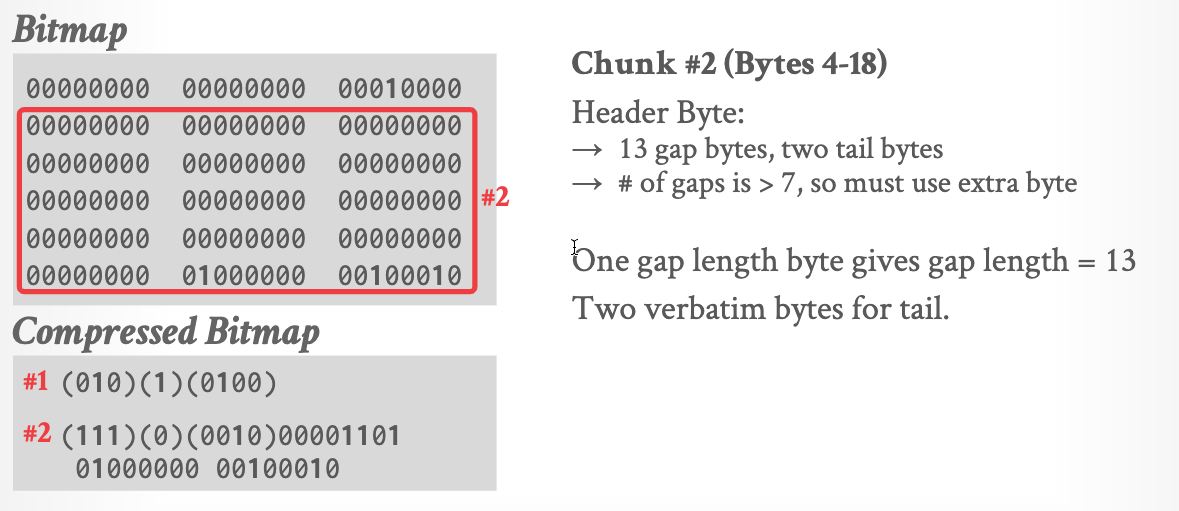 Bitmap
00000000 00000000 00010000
00000000 00000000 00000000
00000000 00000000 00000000
00000000 00000000 00000000
00000000 00000000 00000000
00000000 01000000 00100010
#2
Compressed Bitmap
#1 (010)(1)(0100)
#2 (111)(0)(0010)00001101
01000000 00100010
Chunk #2 (Bytes 4-18)
Header Byte:
→ 13 gap bytes, two tail bytes
→ # of gaps is > 7, so must use extra byte
One gap length byte gives gap length = 13
Two verbatim bytes for tail.